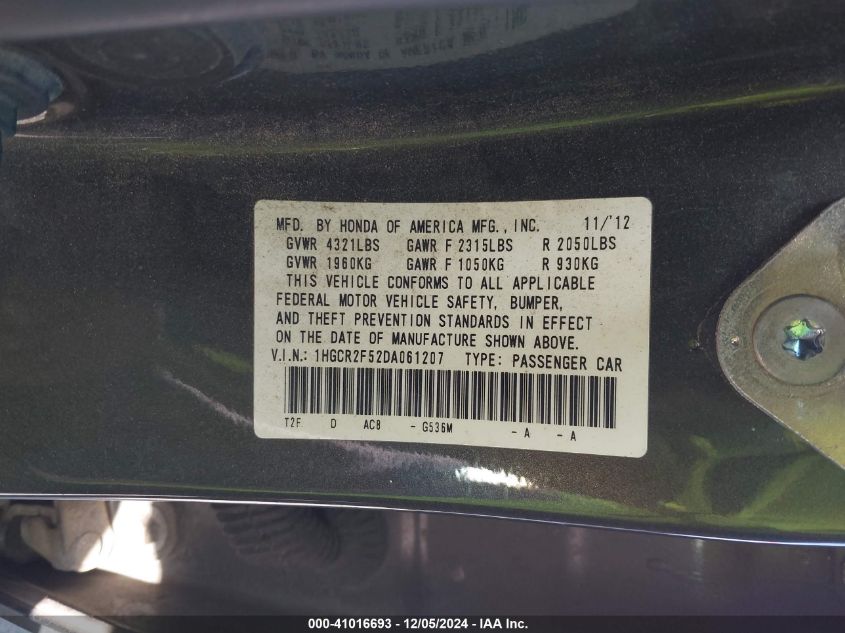 MFD. BY HONDA OF AMERICA MFG., INC. 11/'12
GVWR 4321LBS GAWR F 2315LBS R 2050LBS
GVWR 1960KG GAWR F 1050KG R 930KG
THIS VEHICLE CONFORMS TO ALL APPLICABLE
FEDERAL MOTOR VEHICLE SAFETY, BUMPER,
AND THEFT PREVENTION STANDARDS IN EFFECT
ON THE DATE OF MANUFACTURE SHOWN ABOVE.
V.I.N.: 1HGCR2F52DA061207 TYPE: PASSENGER CAR
T2F D AC8 - G536M - A - A
000-41016693 - 12/05/2024 - IAA Inc.